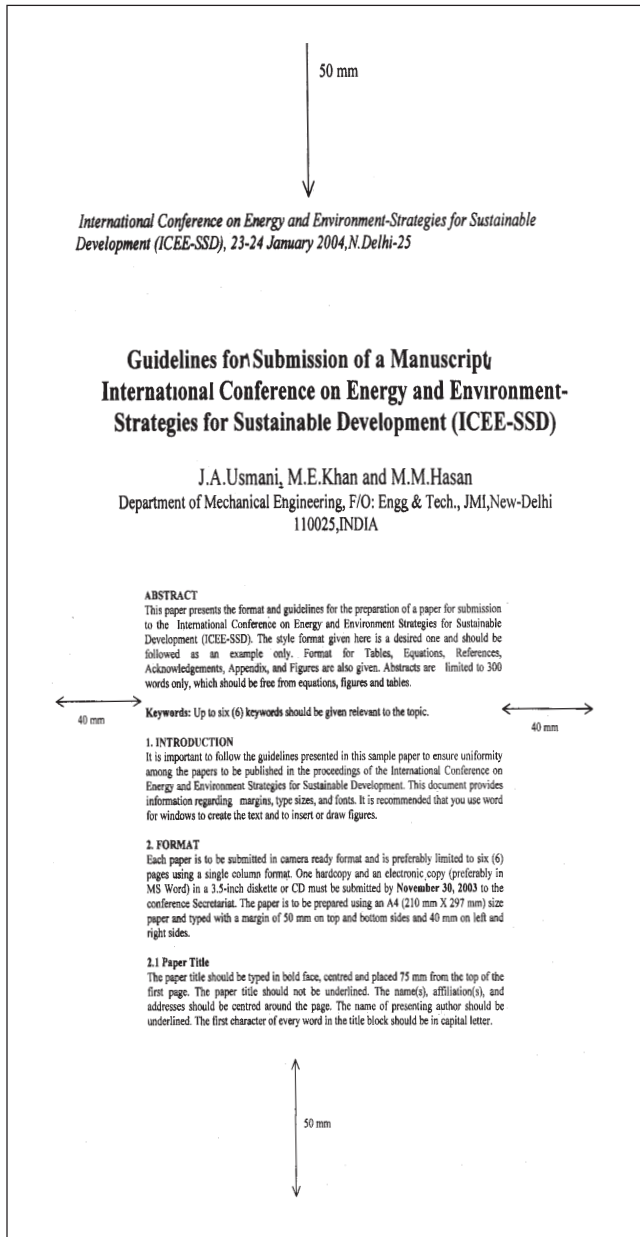 50 mm
International Conference on Energy and Environment-Strategies for Sustainable
Development (ICEE-SSD), 23-24 January 2004,N.Delhi-25
Guidelines for Submission of a Manuscript,
International Conference on Energy and Environment-
Strategies for Sustainable Development (ICEE-SSD)
J.A.Usmani, M.E.Khan and M.M.Hasan
Department of Mechanical Engineering, F/O: Engg & Tech., JMI,New-Delhi
110025,INDIA
ABSTRACT
This paper presents the format and guidelines for the preparation of a paper for submission
to the International Conference on Energy and Environment Strategies for Sustainable
Development (ICEE-SSD). The style format given here is a desired one and should be
followed as an example only. Format for Tables, Equations, References,
Acknowledgements, Appendix, and Figures are also given. Abstracts are limited to 300
words only, which should be free from equations, figures and tables.
40 mm
Keywords: Up to six (6) keywords should be given relevant to the topic.
40 mm
1. INTRODUCTION
It is important to follow the guidelines presented in this sample paper to ensure uniformity
among the papers to be published in the proceedings of the International Conference on
Energy and Environment Strategies for Sustainable Development. This document provides
information regarding margins, type sizes, and fonts. It is recommended that you use word
for windows to create the text and to insert or draw figures.
2. FORMAT
Each paper is to be submitted in camera ready format and is preferably limited to six (6)
pages using a single column format. One hardcopy and an electronic copy (preferably in
MS Word) in a 3.5-inch diskette or CD must be submitted by November 30, 2003 to the
conference Secretariat. The paper is to be prepared using an A4 (210 mm X 297 mm) size
paper and typed with a margin of 50 mm on top and bottom sides and 40 mm on left and
right sides.
2.1 Paper Title
The paper title should be typed in bold face, centred and placed 75 mm from the top of the
first page. The paper title should not be underlined. The name(s), affiliation(s), and
addresses should be centred around the page. The name of presenting author should be
underlined. The first character of every word in the title block should be in capital letter.
50 mm